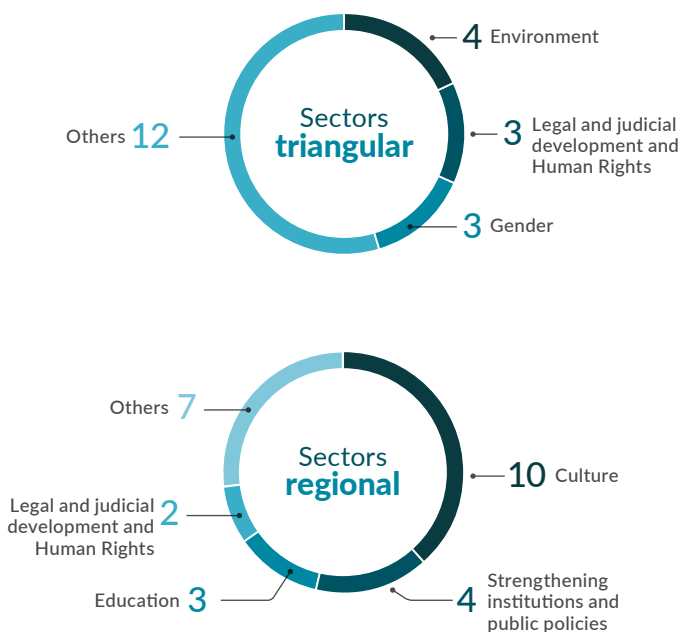 4 Environment
Sectors
triangular
Others 12
3 Legal and judicial
development and
Human Rights
3 Gender
Others 7
Sectors
regional
10 Culture
Legal and judicial 2
development and
Human Rights
Education 3
4 Strengthening
institutions and
public policies